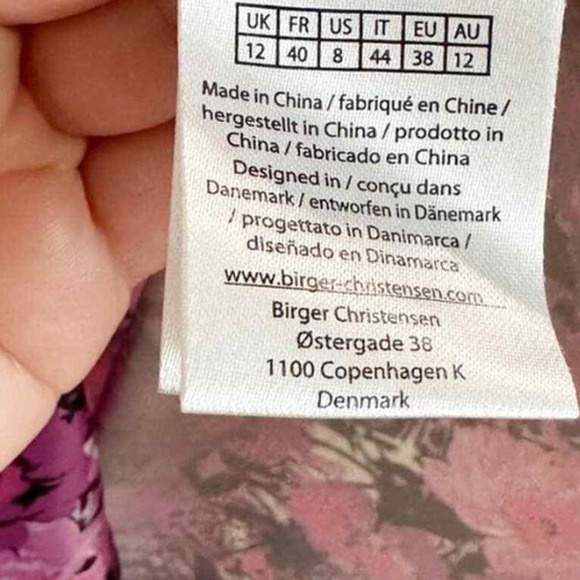 UK FR US IT EU AU
12 40 8 44 38 12
Made in China / fabriqué en Chine /
hergestellt in China / prodotto in
China / fabricado en China
Designed in / conçu dans
Danemark / entworfen in Dänemark
/ progettato in Danimarca /
diseñado en Dinamarca
www.birger-christensen.com
Birger Christensen
Østergade 38
1100 Copenhagen K
Denmark